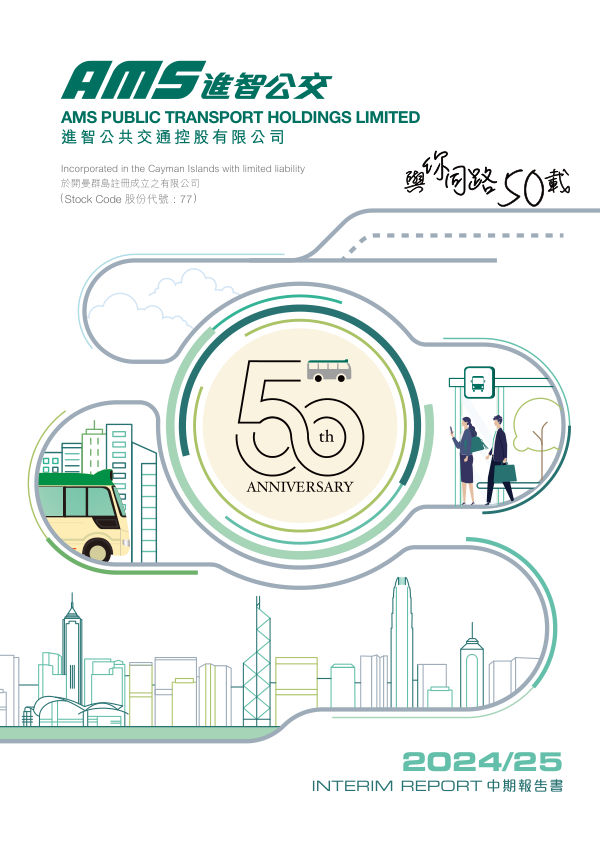 AMS進智公交
AMS PUBLIC TRANSPORT HOLDINGS LIMITED
進智公共交通控股有限公司
Incorporated in the Cayman Islands with limited liability
於開曼群島註冊成立之有限公司
(Stock Code 股份代號：77)
與你同路50載
50th
ANNIVERSARY
2024/25
INTERIM REPORT 中期報告書